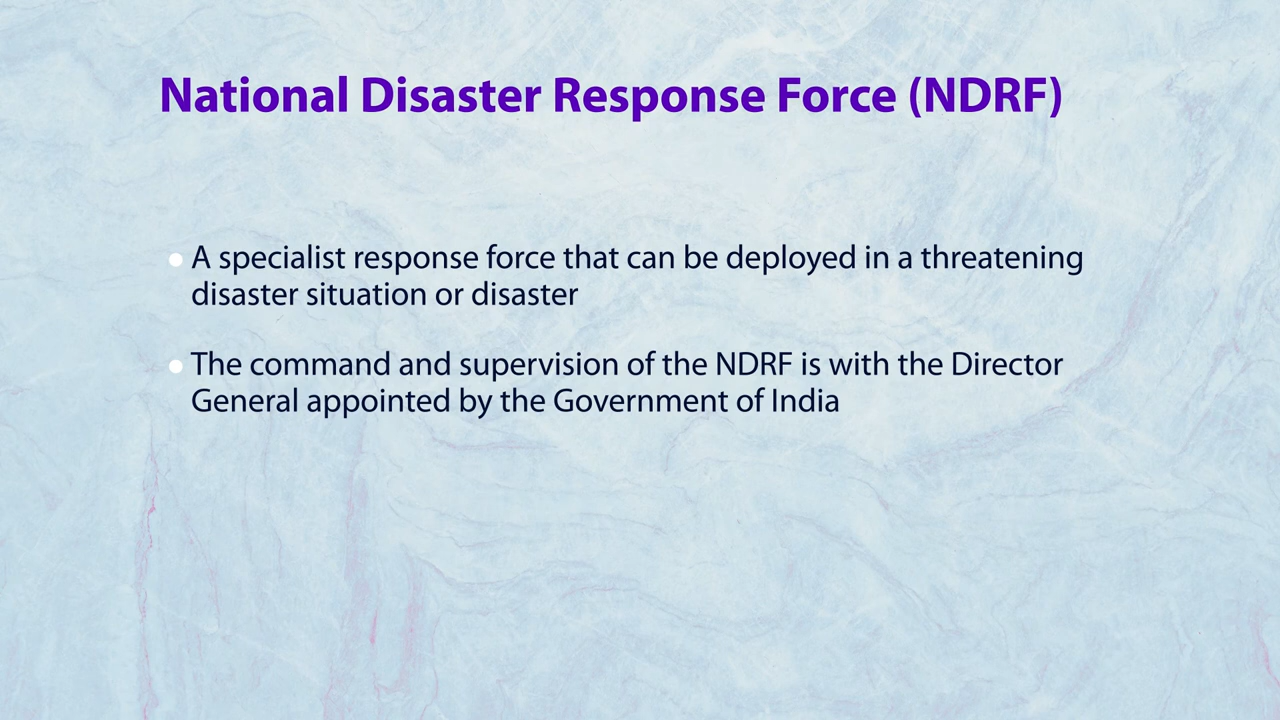 National Disaster Response Force (NDRF)
A specialist response force that can be deployed in a threatening
disaster situation or disaster
The command and supervision of the NDRF is with the Director
General appointed by the Government of India